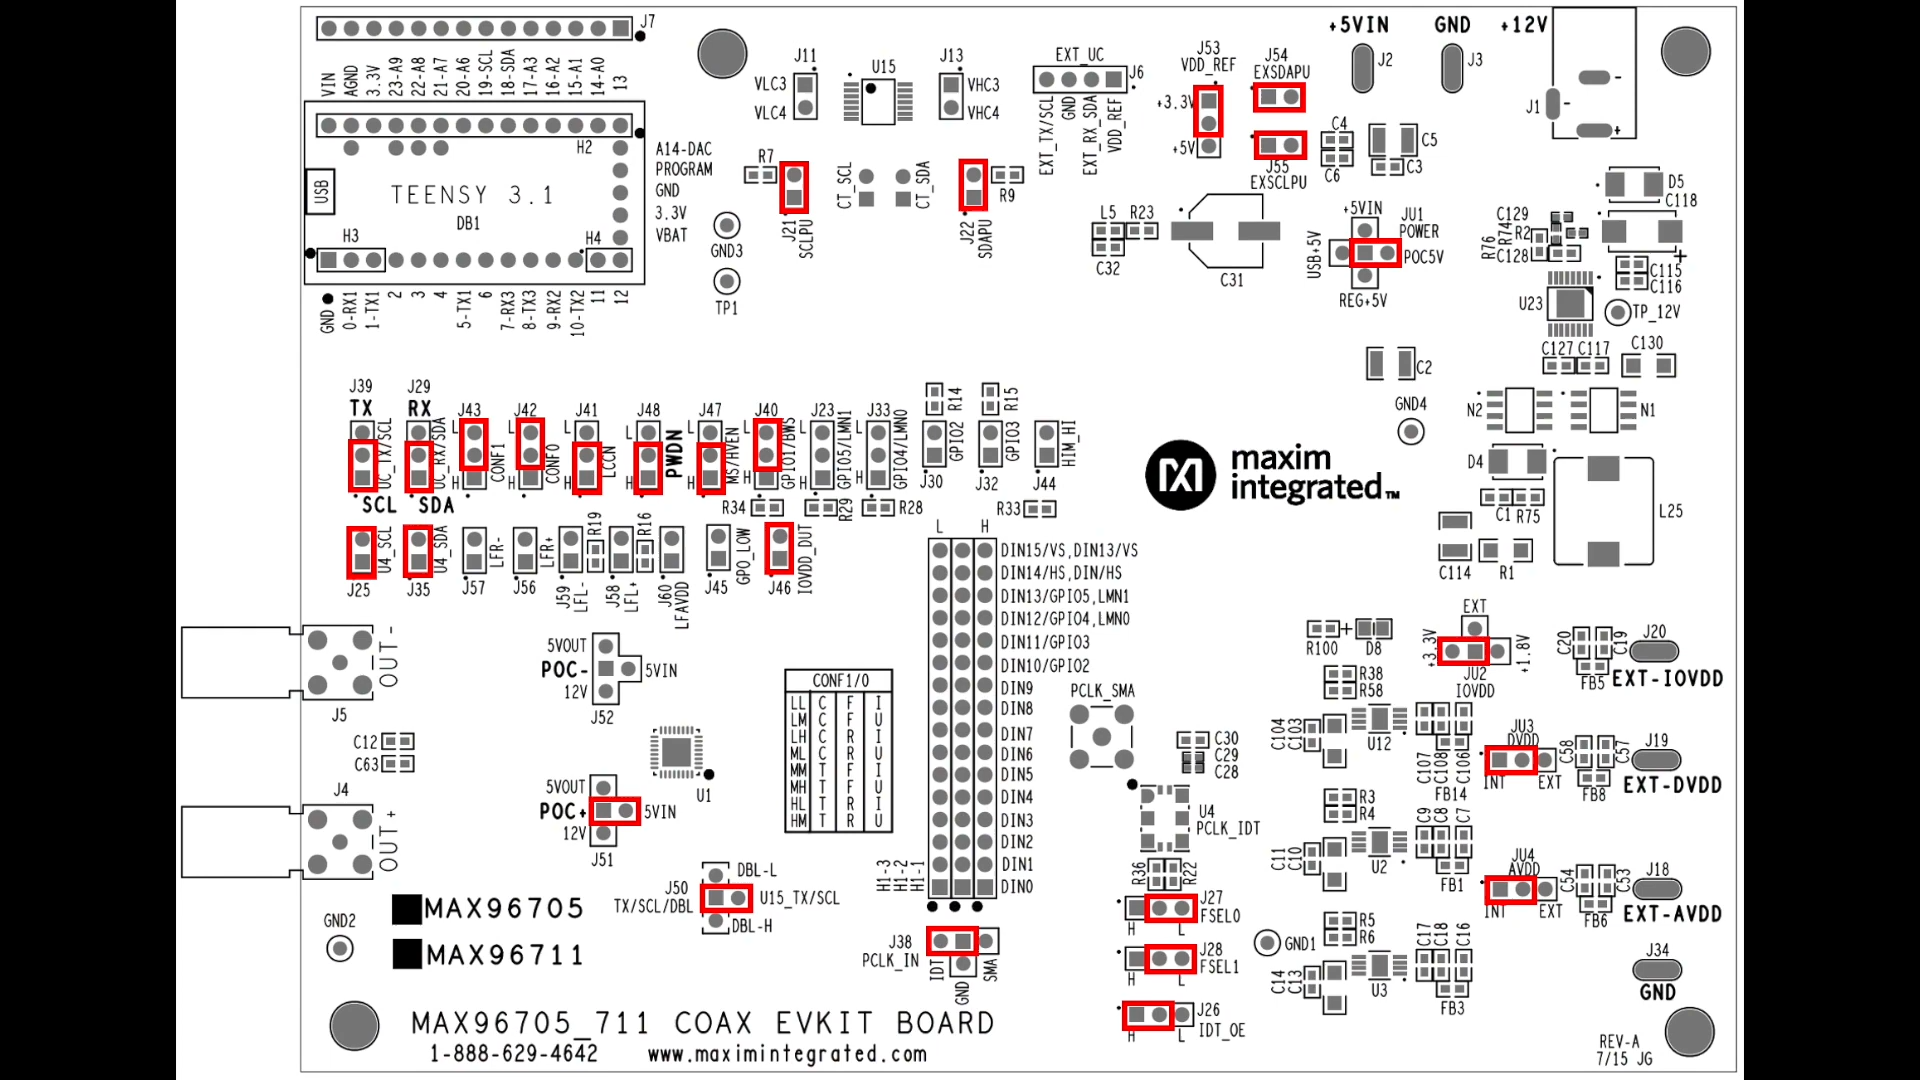 J7
VIN AGND 3.3V 23-A9 22-A8 21-A7 20-A6 19-SCL 18-SDA 17-A3 16-A2 15-A1 14-A0 13
H2
USB
TEENSY 3.1
DB1
A14-DAC
PROGRAM
GND
3.3V
VBAT
H3
H4
GND 0-RX1 1-TX1 2 3 4 5-TX1 6 7-RX3 8-TX3 9-RX2 10-TX2 11 12
J11
VLC3
VLC4
U15
J13
VHC3
VHC4
R7
J21
SCLPU
CT_SCL
CT_SDA
J22
SDAPU
R9
GND3
TP1
EXT_UC
J6
EXT_TX/SCL
GND
EXT_RX_SDA
VDD_REF
J53
VDD_REF
+3.3V
+5V
J54
EXSDAPU
J55
EXSCLPU
+5VIN
J2
GND
J3
+12V
J1
-
-
+
C4
C6
C5
C3
L5
R23
C32
C31
+5VIN
JU1
POWER
USB+5V
POC5V
REG+5V
D5
C118
C129
R2
R74
R76
C128
C115
C116
+
U23
TP_12V
C127
C117
C130
C2
GND4
N2
N1
D4
C1
R75
L25
C114
R1
J39
TX
UC_TX/SCL
SCL
J29
RX
UC_RX/SDA
SDA
J43
L
H
CONF1
J42
L
H
CONF0
J41
L
H
LCCN
J48
L
H
PWDN
J47
L
H
MS/HVEN
J40
L
H
GPIO1/BWS
J23
GPIO5/LMN1
J33
GPIO4/LMN0
R14
GPIO2
J30
R15
GPIO3
J32
HIM_HI
J44
R34
R29
R28
R33
maxim
integrated™
U4_SCL
J25
U4_SDA
J35
LFR-
J57
LFR+
J56
R19
J59
LFL-
R16
J58
LFL+
J60
LFAVDD
GPO_LOW
J45
IOVDD_DUT
J46
L
H
DIN15/VS,DIN13/VS
DIN14/HS,DIN/HS
DIN13/GPIO5,LMN1
DIN12/GPIO4,LMN0
DIN11/GPIO3
DIN10/GPIO2
DIN9
DIN8
DIN7
DIN6
DIN5
DIN4
DIN3
DIN2
DIN1
DIN0
H1-3
H1-2
H1-1
OUT-
J5
C12
C63
J4
OUT+
5VOUT
POC-
5VIN
12V
J52
U1
5VOUT
POC+
5VIN
12V
J51
CONF1/0
LL C F I
LM C F U
LH C R I
ML C R U
MM T F I
MH T F U
HL T R I
HM T R U
PCLK_SMA
C30
C29
C28
U4
PCLK_IDT
R36
R22
J27
FSEL0
H
L
J28
FSEL1
H
L
J26
IDT_OE
H
L
DBL-L
J50
TX/SCL/DBL
U15_TX/SCL
DBL-H
J38
PCLK_IN
IDT
GND
SMA
GND1
EXT
+3.3V
+1.8V
JU2
IOVDD
R100
+
D8
R38
R58
C104
C103
U12
C107
C108
C106
FB14
C20
C19
FB5
J20
EXT-IOVDD
JU3
DVDD
INT
EXT
C58
C57
FB8
J19
EXT-DVDD
R3
R4
C11
C10
U2
C9
C8
C7
FB1
JU4
AVDD
INT
EXT
C54
C53
FB6
J18
EXT-AVDD
R5
R6
C14
C13
U3
C17
C18
C16
FB3
J34
GND
GND2
MAX96705
MAX96711
MAX96705_711 COAX EVKIT BOARD
1-888-629-4642 www.maximintegrated.com
REV-A
7/15 JG